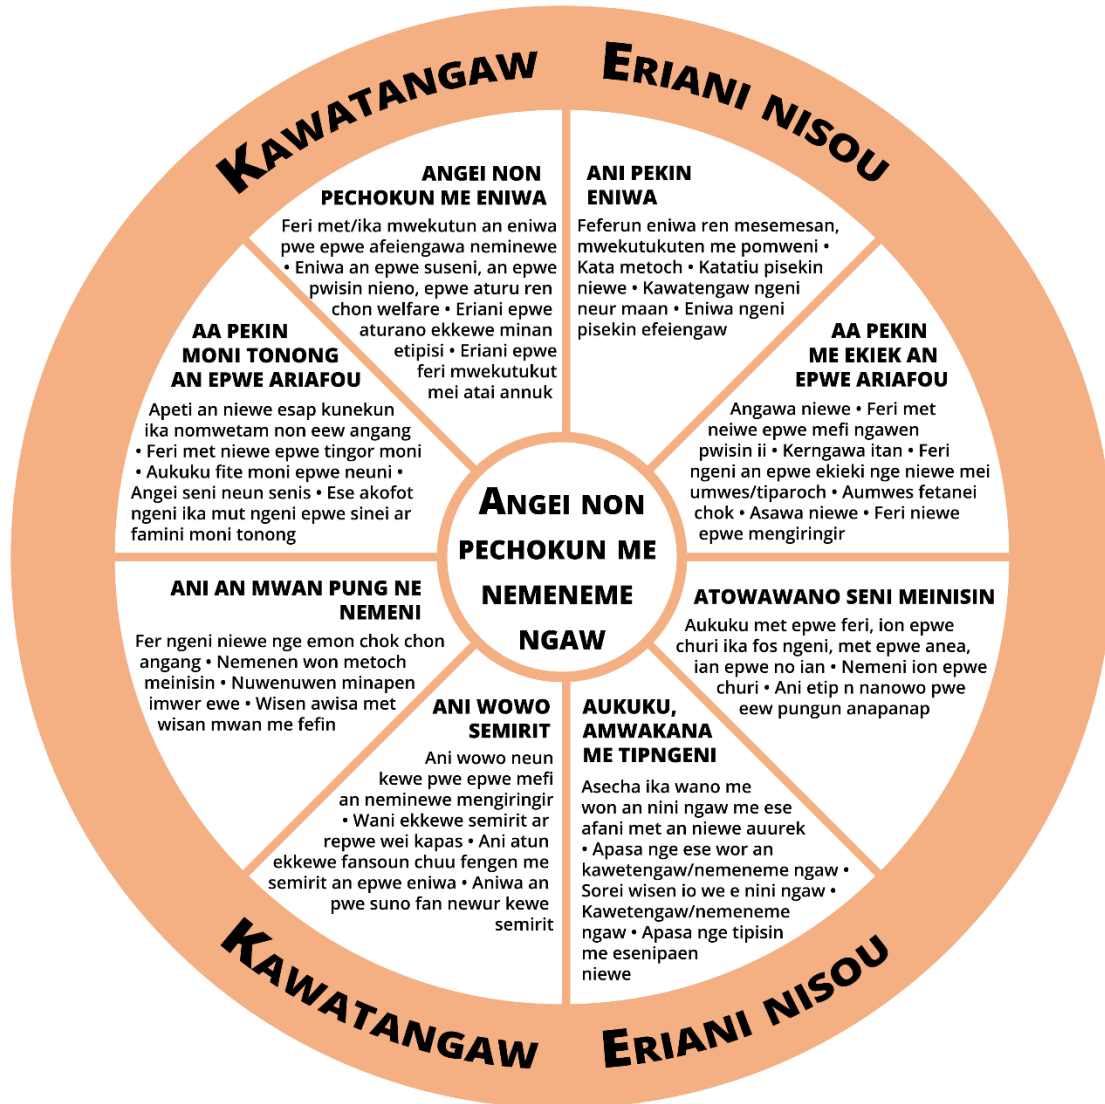 KAWATANGAW
ERIANI NISOU
ANGEI NON
PECHOKUN ME ENIWA
Feri met/ika mwekutun an eniwa
pwe epwe afeiengawa neminewe
• Eniwa an epwe suseni, an epwe
pwisin nieno, epwe aturu ren
chon welfare • Eriani epwe
aturano ekkewe minan
etipisi • Eriani epwe
feri mwekutukut
mei atai annuk
ANI PEKIN
ENIWA
Feferun eniwa ren mesemesan,
mwekutukuten me pomweni •
Kata metoch • Katatiu pisekin
niewe • Kawatengaw ngeni
neur maan • Eniwa ngeni
pisekin efeiengaw
AA PEKIN
MONI TONONG
AN EPWE ARIAFOU
Apeti an niewe esap kunekun
ika nomwetam non eew angang
• Feri met niewe epwe tingor moni
• Aukuku fite moni epwe neuni •
Angei seni neun senis • Ese akofot
ngeni ika mut ngeni epwe sinei ar
famini moni tonong
AA PEKIN
ME EKIEK AN
EPWE ARIAFOU
Angawa niewe • Feri met
neiwe epwe mefi ngawen
pwisin ii • Kerngawa itan • Feri
ngeni an epwe ekieki nge niewe mei
umwes/tiparoch • Aumwes fetanei
chok • Asawa niewe • Feri niewe
epwe mengiringir
ANGEI NON
PECHOKUN ME
NEMENEME
NGAW
ANI AN MWAN PUNG NE
NEMENI
Fer ngeni niewe nge emon chok chon
angang • Nemenen won metoch
meinisin • Nuwenuwen minapen
imwer ewe • Wisen awisa met
wisan mwan me fefin
ATOWAWANO SENI MEINISIN
Aukuku met epwe feri, ion epwe
churi ika fos ngeni, met epwe anea,
ian epwe no ian • Nemeni ion epwe
churi • Ani etip n nanowo pwe
eew pungun anapanap
ANI WOWO
SEMIRIT
Ani wowo neun
kewe pwe epwe mefi
an neminewe mengiringir
• Wani ekkewe semirit ar
repwe wei kapas • Ani atun
ekkewe fansoun chuu fengen me
semirit an epwe eniwa • Aniwa an
pwe suno fan newur kewe
semirit
AUKUKU,
AMWAKANA
ME TIPNGENI
Asecha ika wano me
won an nini ngaw me ese
afani met an niewe auurek
• Apasa nge ese wor an
kawetengaw/nemeneme ngaw •
Sorei wisen io we e nini ngaw •
Kawetengaw/nemeneme
ngaw • Apasa nge tipisin
me esenipaen
niewe
KAWATANGAW
ERIANI NISOU